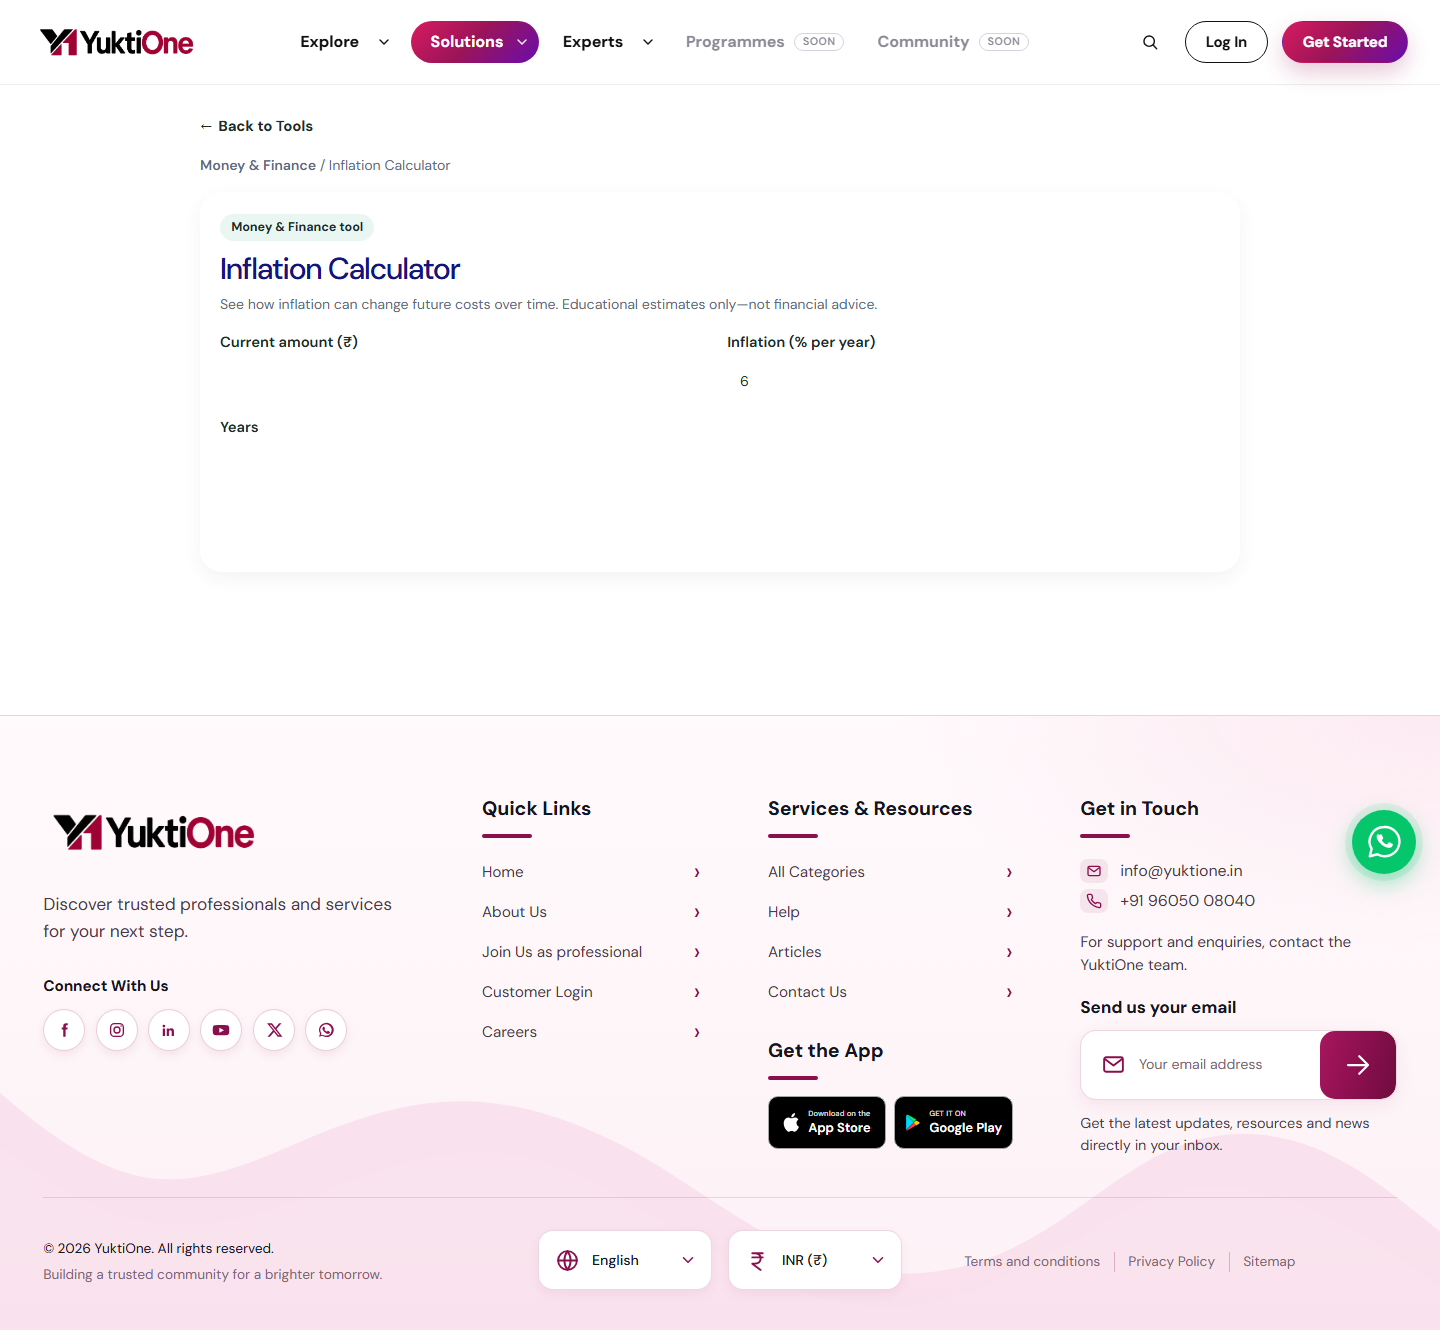 YuktiOne
Explore
Solutions
Experts
Programmes SOON
Community SOON
Log In
Get Started
← Back to Tools
Money & Finance / Inflation Calculator
Money & Finance tool
Inflation Calculator
See how inflation can change future costs over time. Educational estimates only—not financial advice.
Current amount (₹)
Inflation (% per year)
6
Years
YuktiOne
Discover trusted professionals and services
for your next step.
Connect With Us
Quick Links
Home
About Us
Join Us as professional
Customer Login
Careers
Services & Resources
All Categories
Help
Articles
Contact Us
Get the App
Download on the
App Store
GET IT ON
Google Play
Get in Touch
info@yuktione.in
+91 96050 08040
For support and enquiries, contact the
YuktiOne team.
Send us your email
Your email address
Get the latest updates, resources and news
directly in your inbox.
© 2026 YuktiOne. All rights reserved.
Building a trusted community for a brighter tomorrow.
English
₹ INR (₹)
Terms and conditions
Privacy Policy
Sitemap